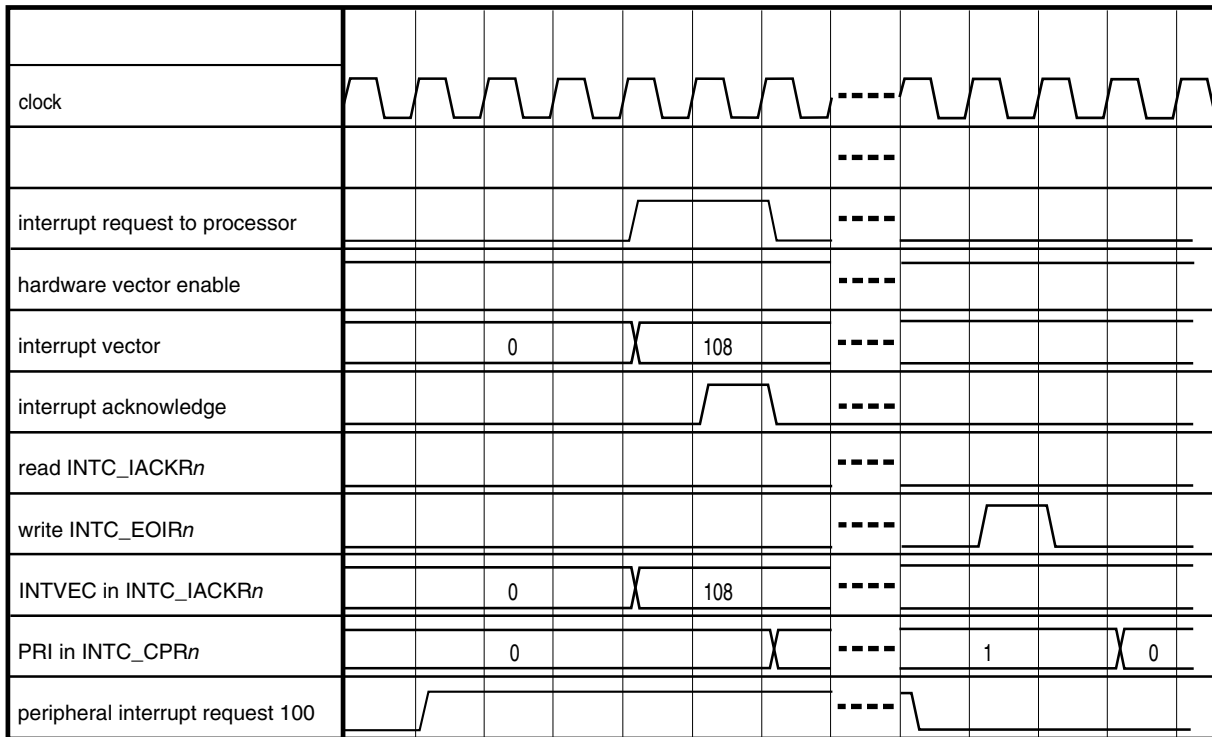 clock
interrupt request to processor
hardware vector enable
interrupt vector 0 108
interrupt acknowledge
read INTC_IACKRn
write INTC_EOIRn
INTVEC in INTC_IACKRn 0 108
PRI in INTC_CPRn 0 1 0
peripheral interrupt request 100